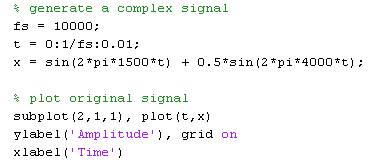 % generate a complex signal
fs = 10000;
t = 0:1/fs:0.01;
x = sin(2*pi*1500*t) + 0.5*sin(2*pi*4000*t);
% plot original signal
subplot(2,1,1), plot(t,x)
ylabel('Amplitude'), grid on
xlabel('Time')